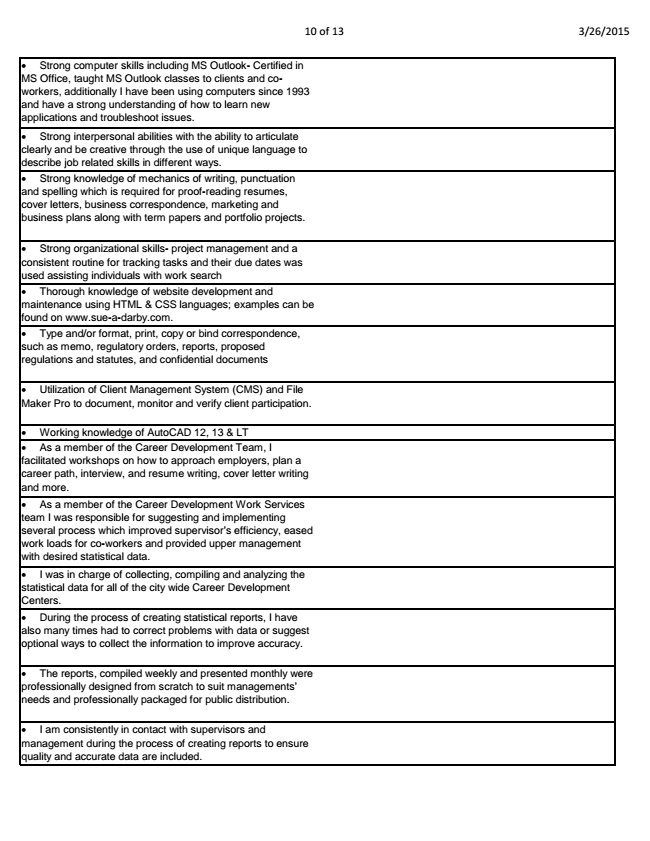 10 of 13
3/26/2015
• Strong computer skills including MS Outlook- Certified in
MS Office, taught MS Outlook classes to clients and co-
workers, additionally I have been using computers since 1993
and have a strong understanding of how to learn new
applications and troubleshoot issues.
• Strong interpersonal abilities with the ability to articulate
clearly and be creative through the use of unique language to
describe job related skills in different ways.
• Strong knowledge of mechanics of writing, punctuation
and spelling which is required for proof-reading resumes,
cover letters, business correspondence, marketing and
business plans along with term papers and portfolio projects.
• Strong organizational skills- project management and a
consistent routine for tracking tasks and their due dates was
used assisting individuals with work search
• Thorough knowledge of website development and
maintenance using HTML & CSS languages; examples can be
found on www.sue-a-darby.com.
• Type and/or format, print, copy or bind correspondence,
such as memo, regulatory orders, reports, proposed
regulations and statutes, and confidential documents
• Utilization of Client Management System (CMS) and File
Maker Pro to document, monitor and verify client participation.
• Working knowledge of AutoCAD 12, 13 & LT
• As a member of the Career Development Team, I
facilitated workshops on how to approach employers, plan a
career path, interview, and resume writing, cover letter writing
and more.
• As a member of the Career Development Work Services
team I was responsible for suggesting and implementing
several process which improved supervisor's efficiency, eased
work loads for co-workers and provided upper management
with desired statistical data.
• I was in charge of collecting, compiling and analyzing the
statistical data for all of the city wide Career Development
Centers.
• During the process of creating statistical reports, I have
also many times had to correct problems with data or suggest
optional ways to collect the information to improve accuracy.
• The reports, compiled weekly and presented monthly were
professionally designed from scratch to suit managements'
needs and professionally packaged for public distribution.
• I am consistently in contact with supervisors and
management during the process of creating reports to ensure
quality and accurate data are included.